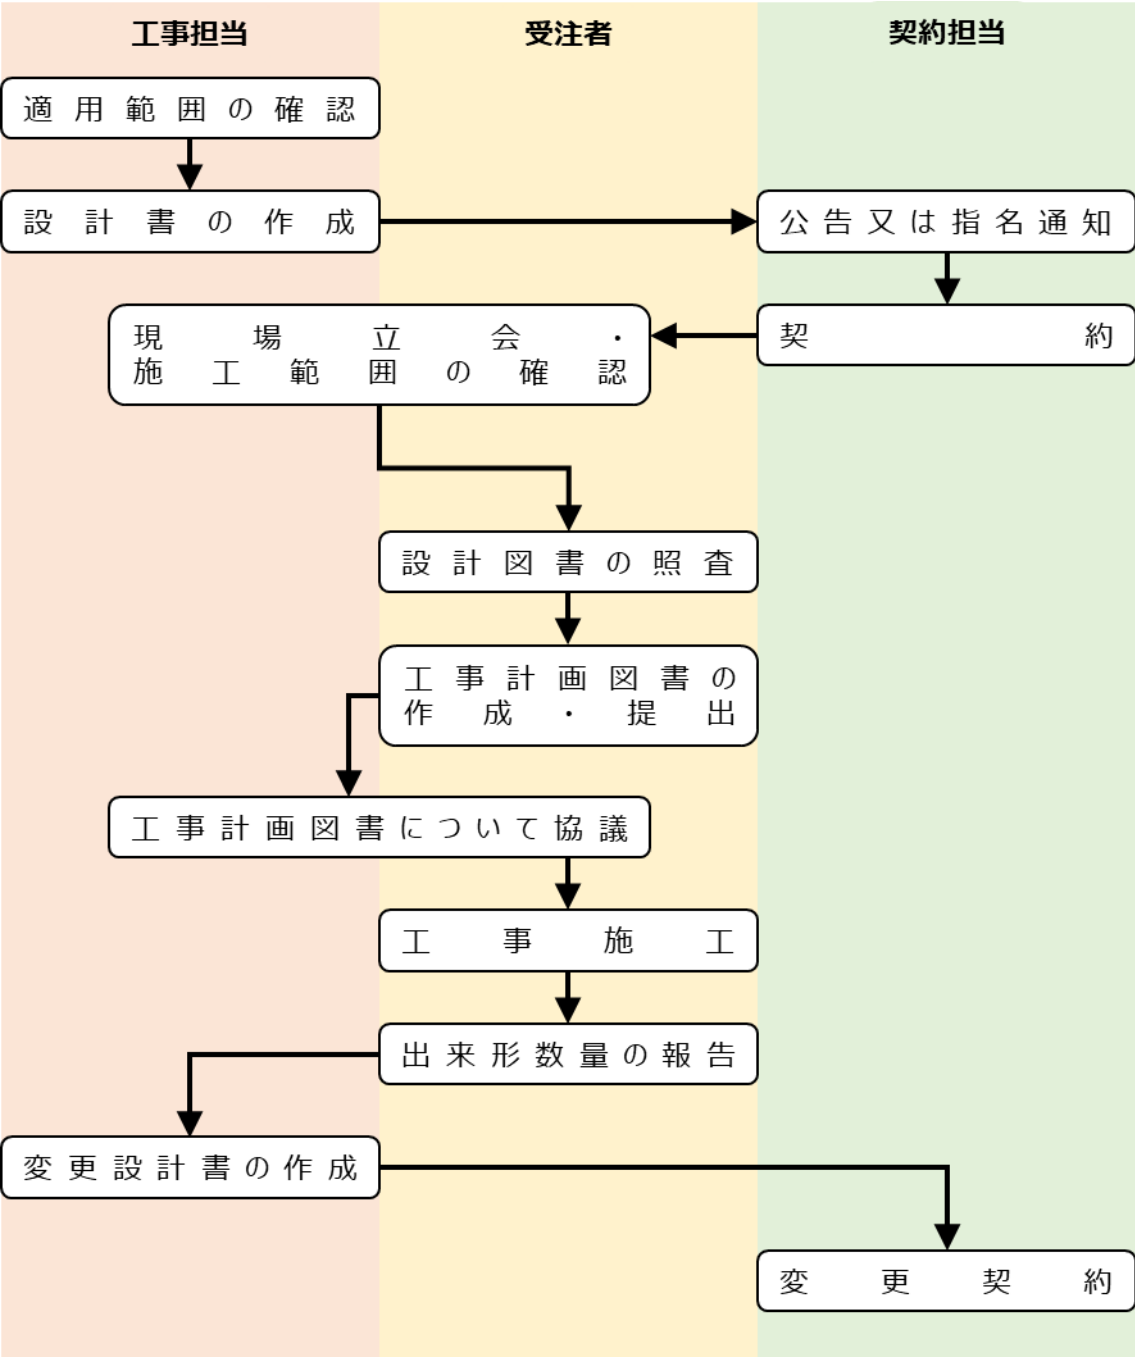 工事担当
受注者
契約担当
適用範囲の確認
設計書の作成
公告又は指名通知
契約
現場立会・
施工範囲の確認
設計図書の照査
工事計画図書の
作成・提出
工事計画図書について協議
工事施工
出来形数量の報告
変更設計書の作成
変更契約